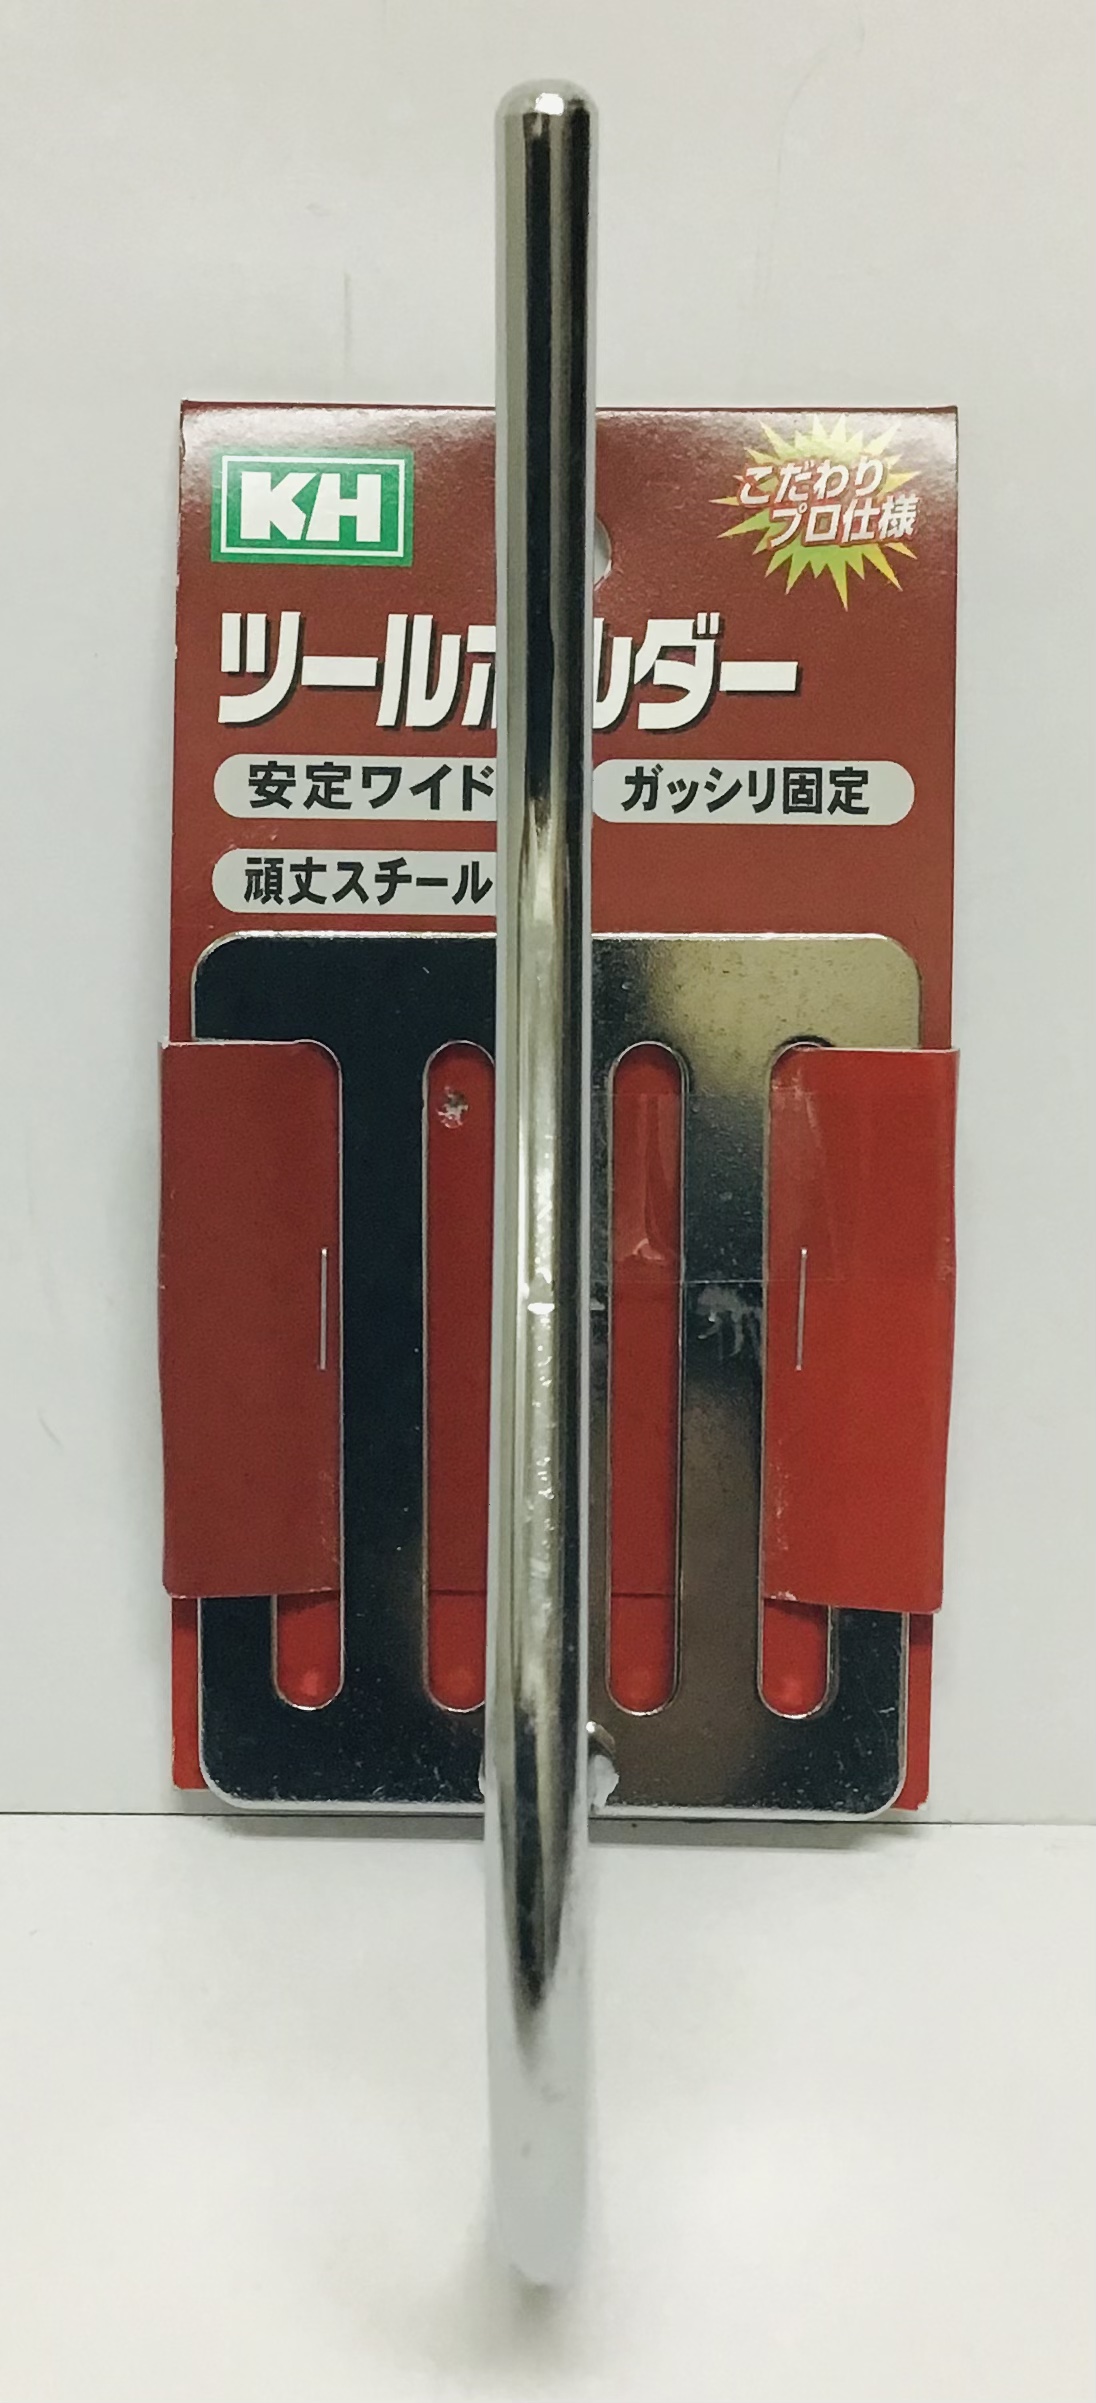 KH
こだわり
プロ仕様
ツールホルダー
安定ワイド
ガッシリ固定
頑丈スチール